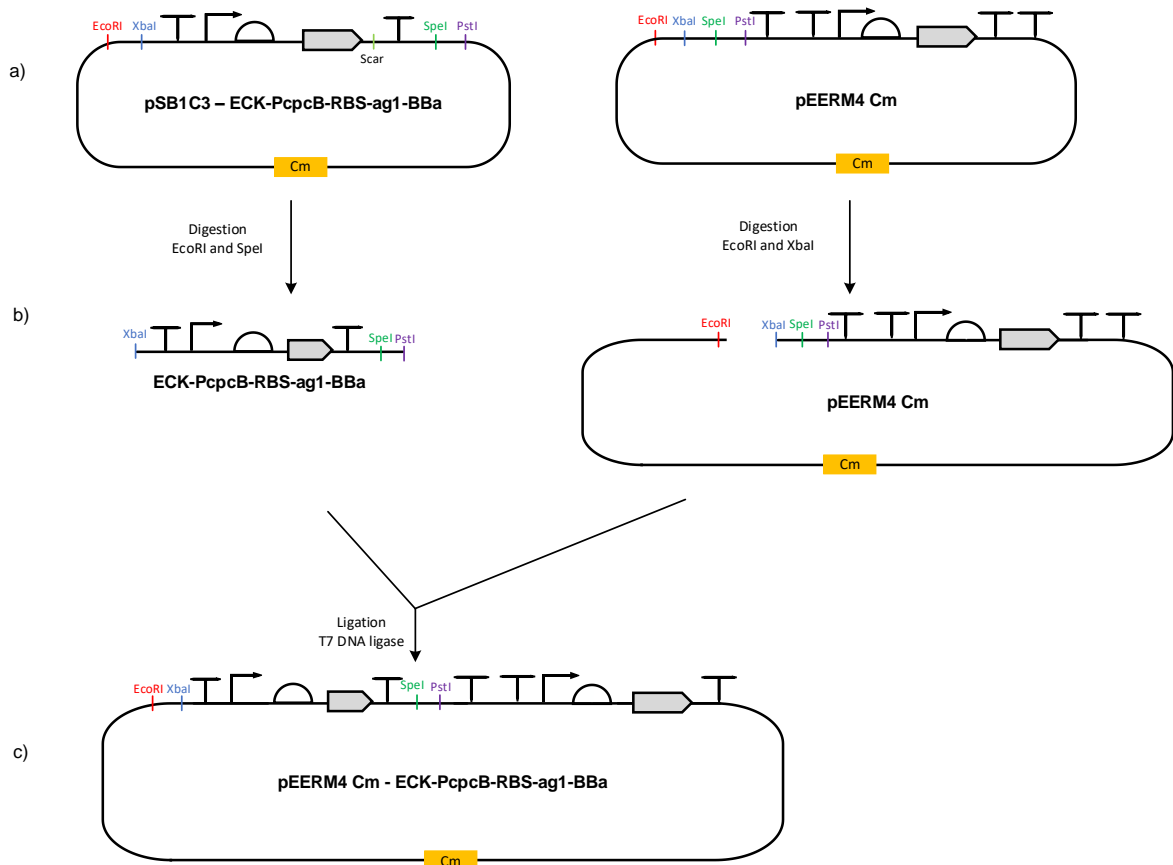 EcoRI XbaI SpeI PstI
Scar
a)
pSB1C3 – ECK-PcpcB-RBS-ag1-BBa
Cm
EcoRI XbaI SpeI PstI
pEERM4 Cm
Cm
Digestion
EcoRI and SpeI
Digestion
EcoRI and XbaI
b)
XbaI SpeI PstI
ECK-PcpcB-RBS-ag1-BBa
EcoRI XbaI SpeI PstI
pEERM4 Cm
Cm
Ligation
T7 DNA ligase
c)
EcoRI XbaI SpeI PstI
pEERM4 Cm - ECK-PcpcB-RBS-ag1-BBa
Cm